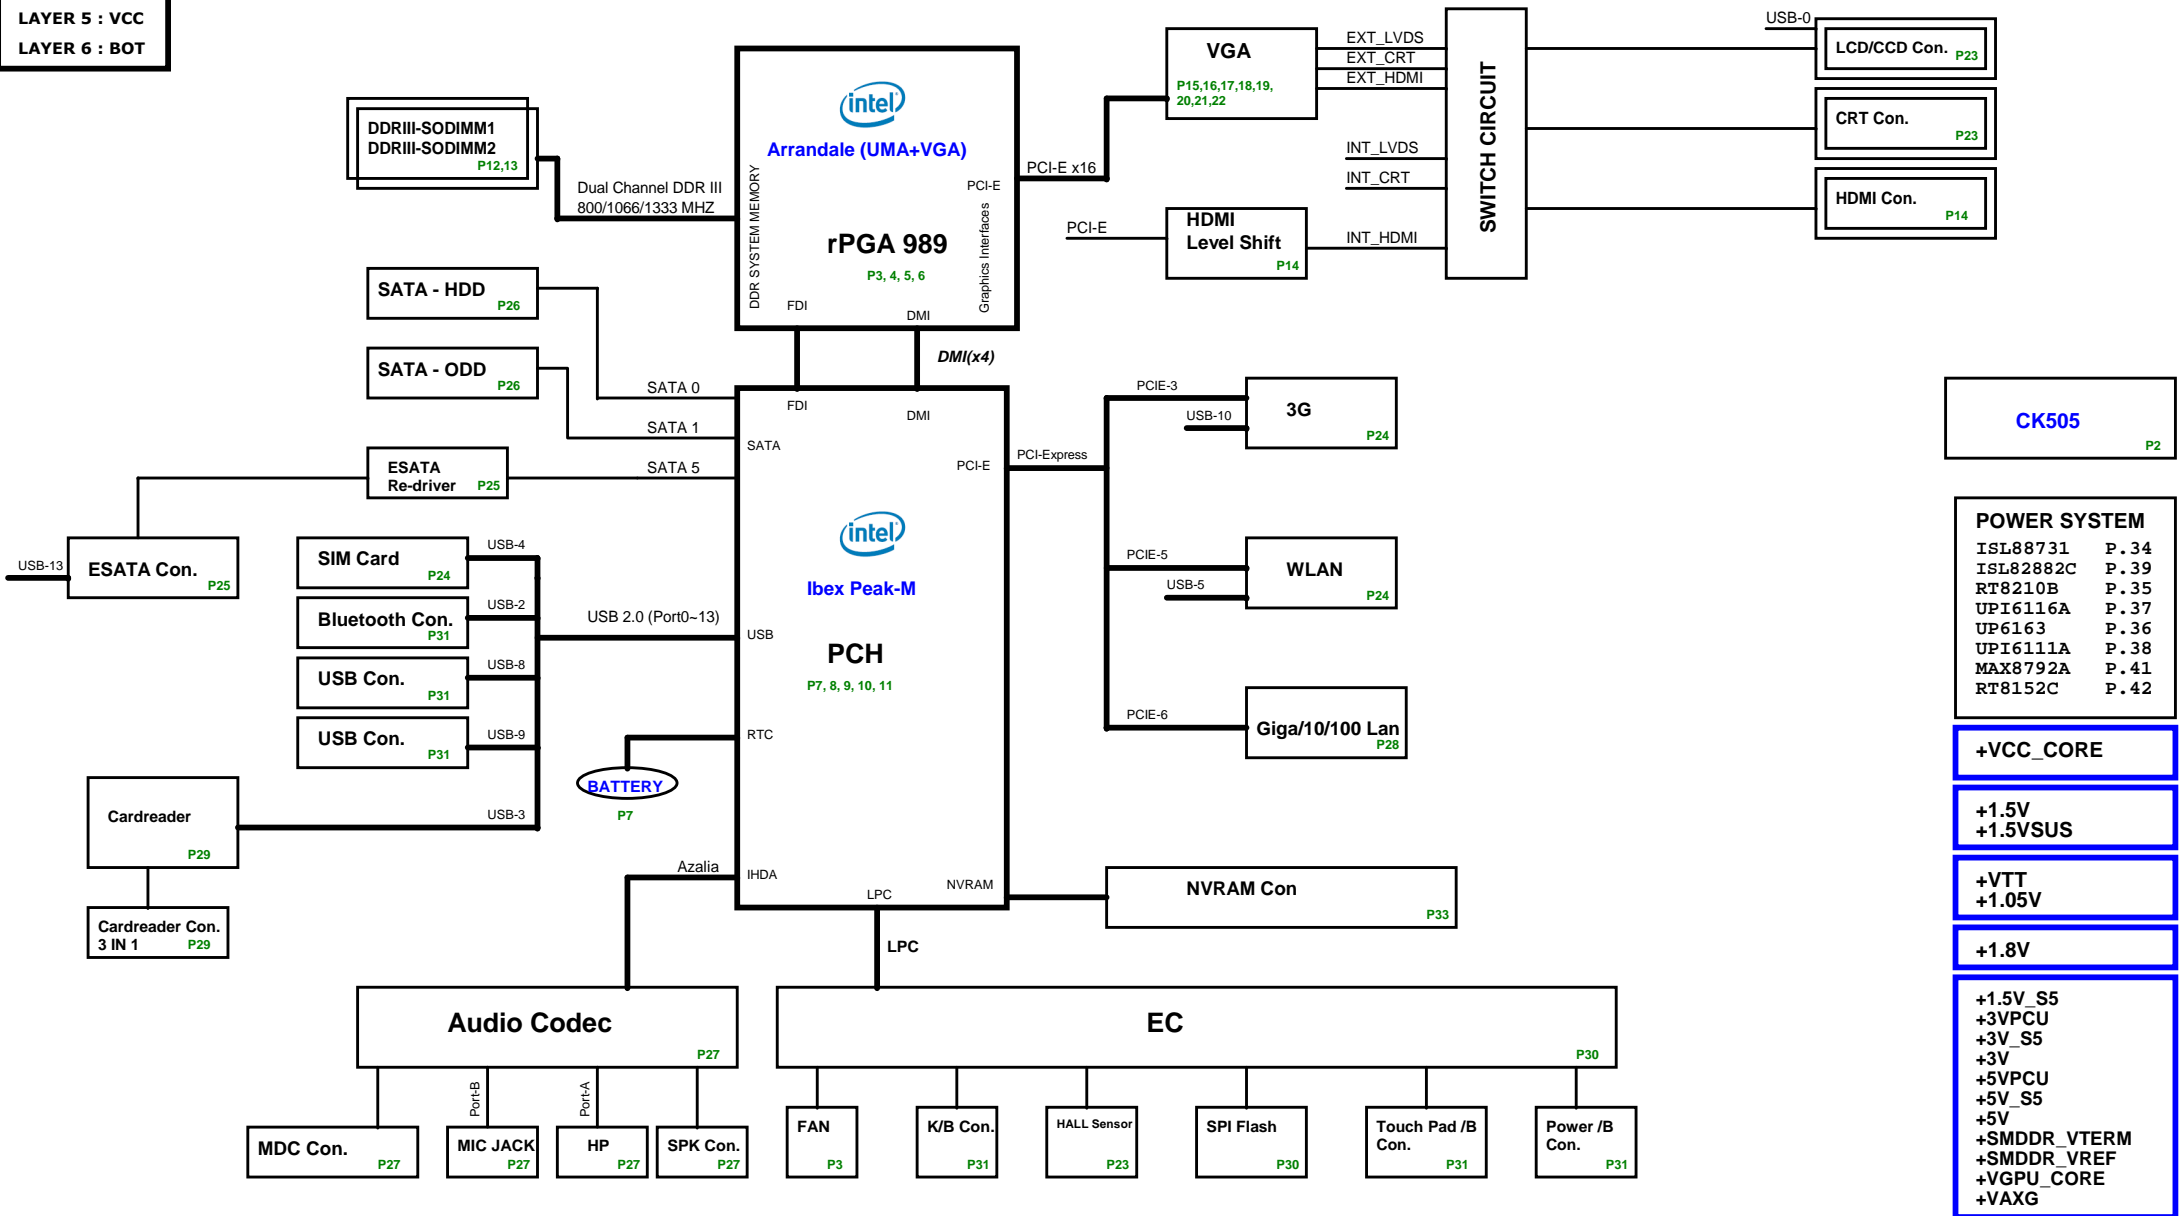 LAYER 5 : VCC
LAYER 6 : BOT
DDRIII-SODIMM1
DDRIII-SODIMM2
P12,13
Dual Channel DDR III
800/1066/1333 MHZ
intel
Arrandale (UMA+VGA)
rPGA 989
P3, 4, 5, 6
DDR SYSTEM MEMORY
PCI-E
Graphics Interfaces
FDI
DMI
PCI-E x16
VGA
P15,16,17,18,19,
20,21,22
EXT_LVDS
EXT_CRT
EXT_HDMI
INT_LVDS
INT_CRT
PCI-E
HDMI
Level Shift
P14
INT_HDMI
SWITCH CIRCUIT
USB-0
LCD/CCD Con.
P23
CRT Con.
P23
HDMI Con.
P14
SATA - HDD
P26
SATA - ODD
P26
SATA 0
SATA 1
SATA 5
ESATA
Re-driver
P25
USB-13
ESATA Con.
P25
DMI(x4)
FDI
DMI
SATA
PCI-E
intel
Ibex Peak-M
PCH
P7, 8, 9, 10, 11
USB
RTC
IHDA
LPC
NVRAM
SIM Card
P24
USB-4
Bluetooth Con.
P31
USB-2
USB 2.0 (Port0~13)
USB Con.
P31
USB-8
USB Con.
P31
USB-9
Cardreader
P29
USB-3
Cardreader Con.
3 IN 1
P29
BATTERY
P7
Azalia
PCI-Express
PCIE-3
USB-10
3G
P24
PCIE-5
USB-5
WLAN
P24
PCIE-6
Giga/10/100 Lan
P28
NVRAM Con
P33
LPC
Audio Codec
P27
Port-B
Port-A
MDC Con.
P27
MIC JACK
P27
HP
P27
SPK Con.
P27
EC
P30
FAN
P3
K/B Con.
P31
HALL Sensor
P23
SPI Flash
P30
Touch Pad /B
Con.
P31
Power /B
Con.
P31
CK505
P2
POWER SYSTEM
ISL88731 P.34
ISL82882C P.39
RT8210B P.35
UPI6116A P.37
UP6163 P.36
UPI6111A P.38
MAX8792A P.41
RT8152C P.42
+VCC_CORE
+1.5V
+1.5VSUS
+VTT
+1.05V
+1.8V
+1.5V_S5
+3VPCU
+3V_S5
+3V
+5VPCU
+5V_S5
+5V
+SMDDR_VTERM
+SMDDR_VREF
+VGPU_CORE
+VAXG